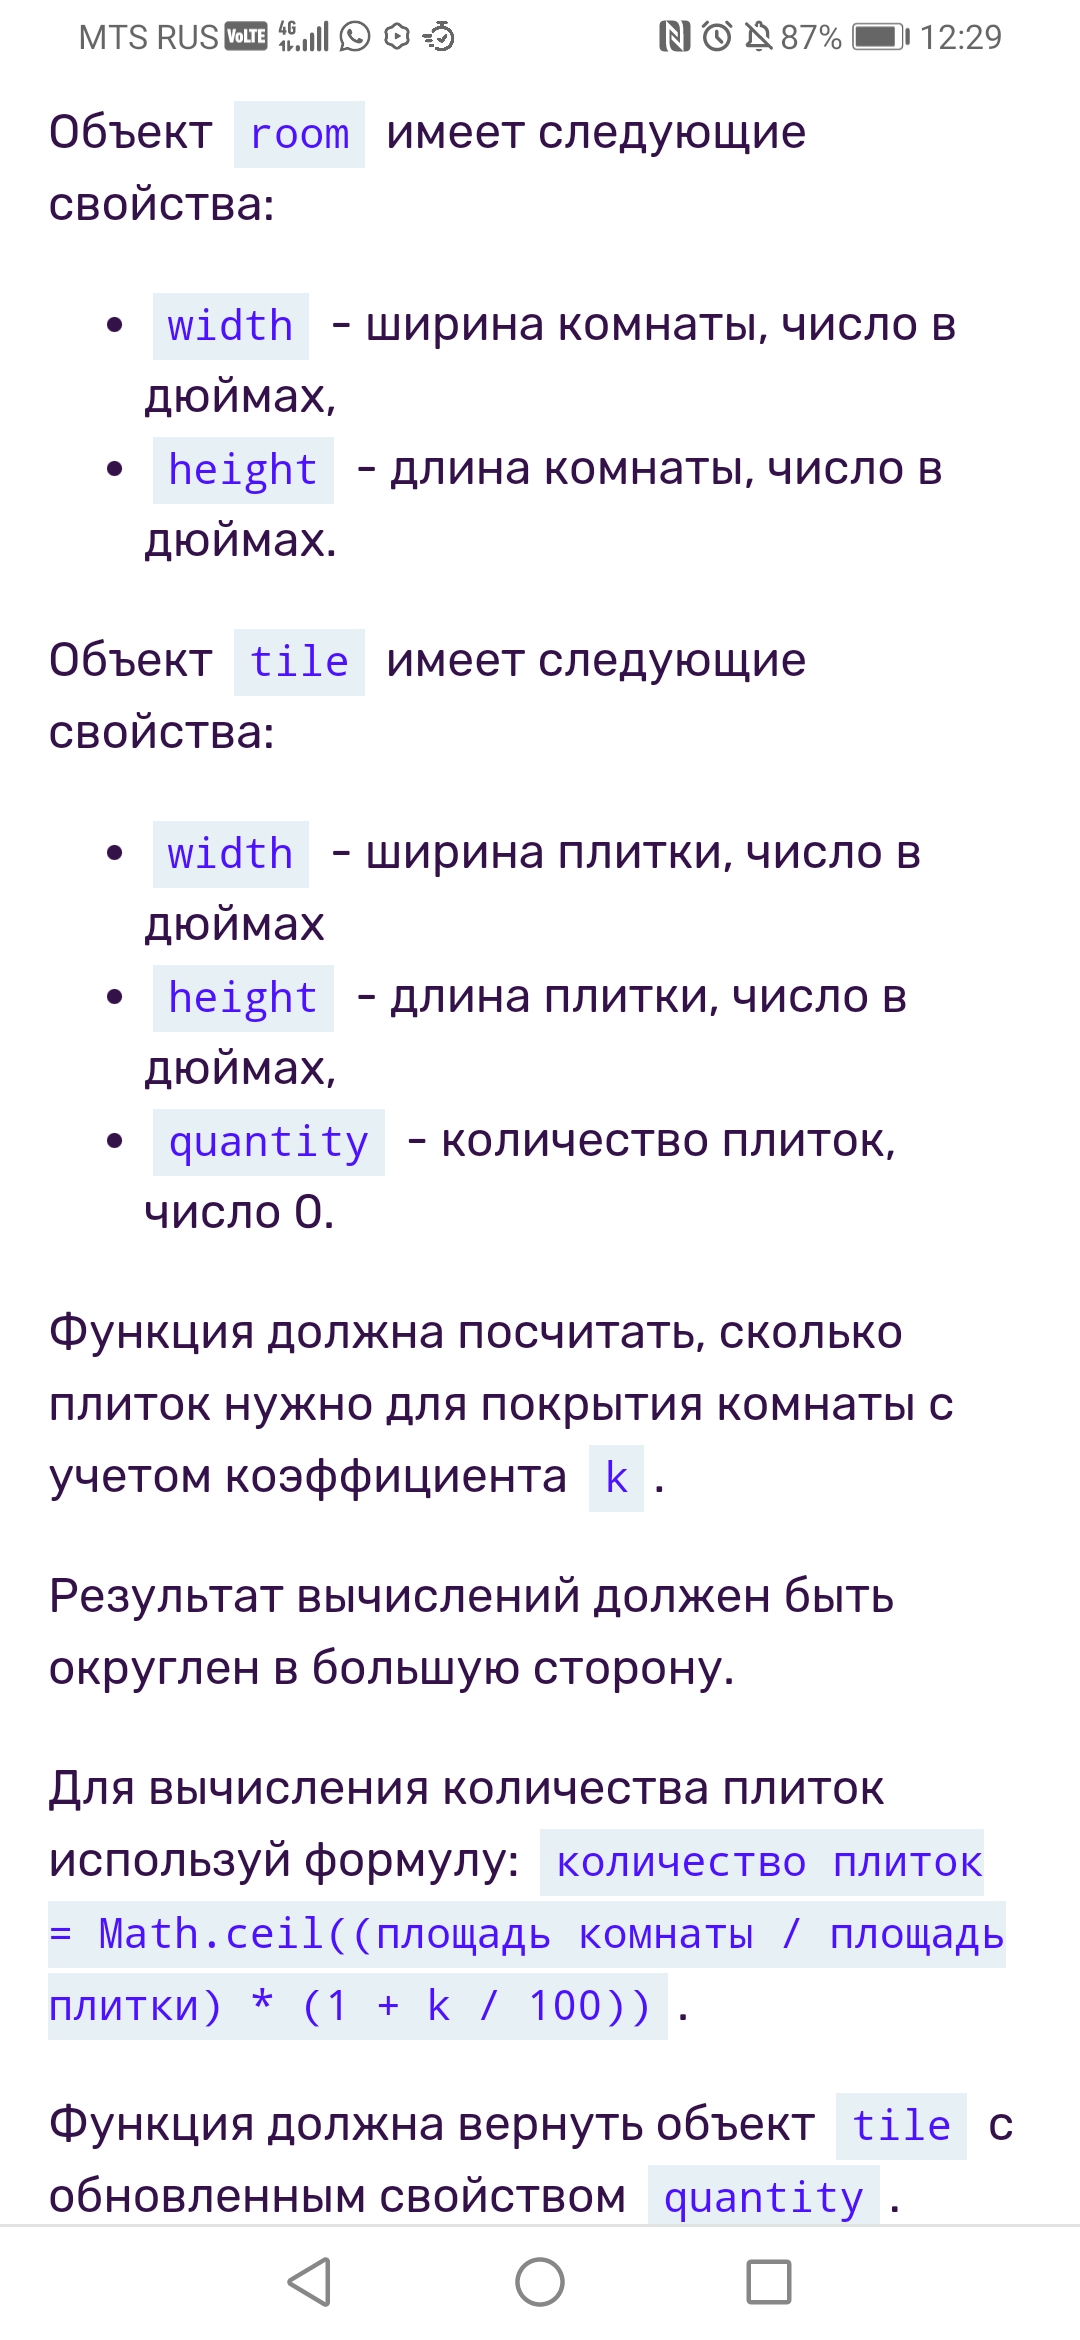 MTS RUS VoLTE 4G 87% 12:29
Объект room имеет следующие
свойства:
• width - ширина комнаты, число в
дюймах,
• height - длина комнаты, число в
дюймах.
Объект tile имеет следующие
свойства:
• width - ширина плитки, число в
дюймах
• height - длина плитки, число в
дюймах,
• quantity - количество плиток,
число 0.
Функция должна посчитать, сколько
плиток нужно для покрытия комнаты с
учетом коэффициента k .
Результат вычислений должен быть
округлен в большую сторону.
Для вычисления количества плиток
используй формулу: количество плиток
= Math.ceil((площадь комнаты / площадь
плитки) * (1 + k / 100)) .
Функция должна вернуть объект tile с
обновленным свойством quantity .